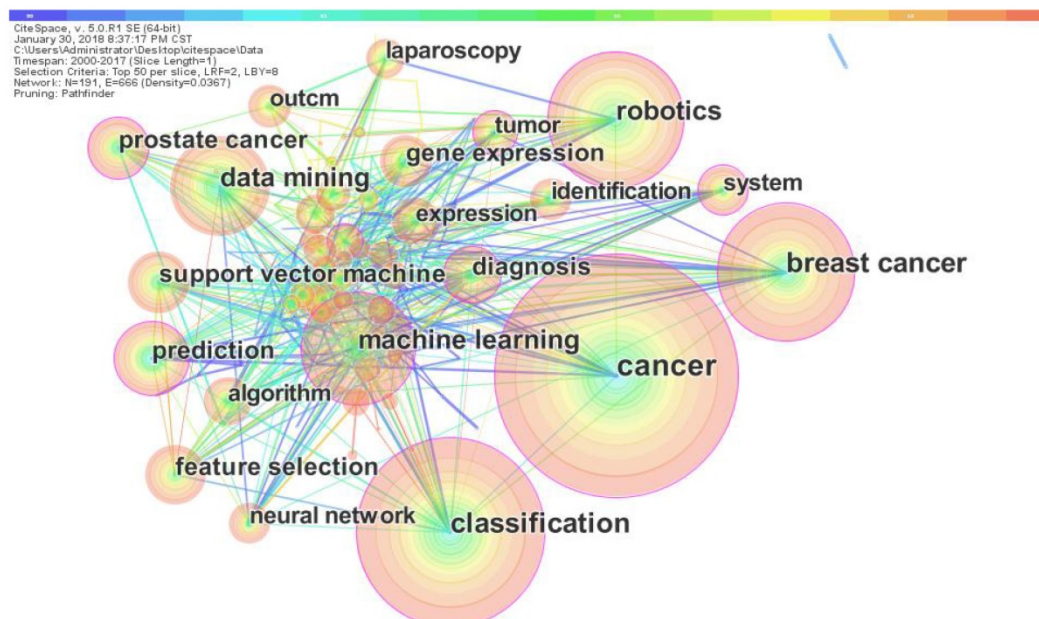 CiteSpace, v. 5.0.R1 SE (64-bit)
January 30, 2018 8:37:17 PM CST
C:\Users\Administrator\Desktop\citespace\Data
Timespan: 2000-2017 (Slice Length=1)
Selection Criteria: Top 50 per slice, LRF=2, LBY=8
Network: N=191, E=666 (Density=0.0367)
Pruning: Pathfinder
laparoscopy
outcm
robotics
prostate cancer
tumor
gene expression
data mining
identification
system
expression
support vector machine
diagnosis
breast cancer
machine learning
prediction
cancer
algorithm
feature selection
neural network
classification